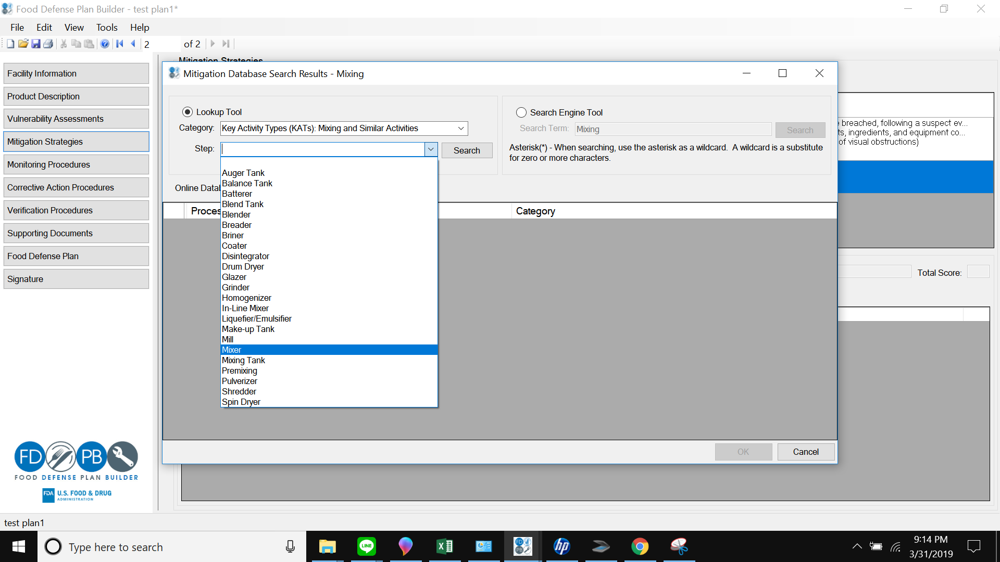 Food Defense Plan Builder - test plan1*
File Edit View Tools Help
2 of 2
Facility Information
Product Description
Vulnerability Assessments
Mitigation Strategies
Monitoring Procedures
Corrective Action Procedures
Verification Procedures
Supporting Documents
Food Defense Plan
Signature
FD PB
FOOD DEFENSE PLAN BUILDER
FDA U.S. FOOD & DRUG
ADMINISTRATION
Mitigation Strategies
Mitigation Database Search Results - Mixing
Lookup Tool
Category: Key Activity Types (KATs): Mixing and Similar Activities
Step:
Search
Auger Tank
Balance Tank
Batterer
Blend Tank
Blender
Breader
Briner
Coater
Disintegrator
Drum Dryer
Glazer
Grinder
Homogenizer
In-Line Mixer
Liquefier/Emulsifier
Make-up Tank
Mill
Mixer
Mixing Tank
Premixing
Pulverizer
Shredder
Spin Dryer
Search Engine Tool
Search Term: Mixing Search
Asterisk(*) - When searching, use the asterisk as a wildcard. A wildcard is a substitute
for zero or more characters.
Online Datab
Proces Category
OK Cancel
breached, following a suspect ev...
ts, ingredients, and equipment co...
of visual obstructions)
Total Score:
test plan1
Type here to search
LINE
FD
PB
hp
9:14 PM
3/31/2019